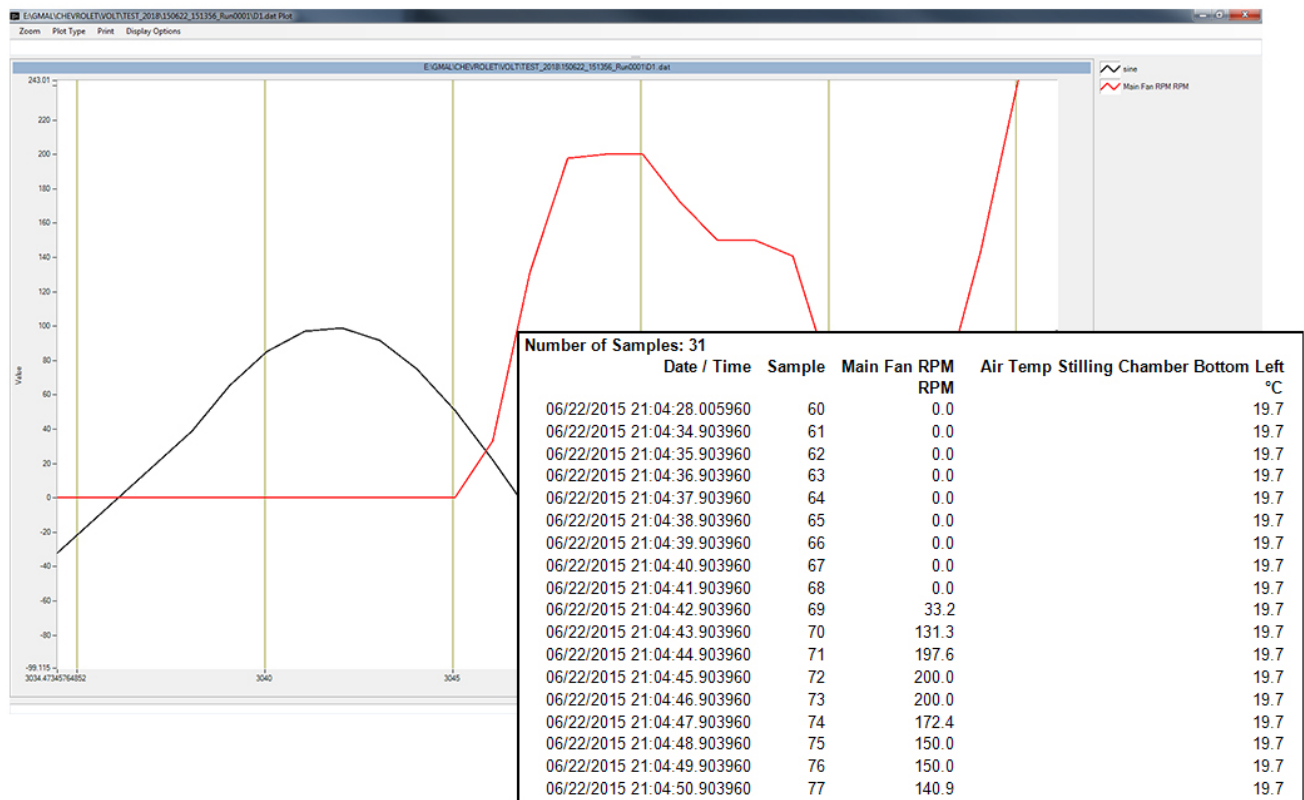 E:\GMAL\CHEVROLET\VOLT\TEST_2018\150622_151356_Run0001\D1.dat Plot
Zoom Plot Type Print Display Options
E:\GMAL\CHEVROLET\VOLT\TEST_2018\150622_151356_Run0001\D1.dat
sine
Main Fan RPM RPM
243.01
220
200
180
160
140
120
100
80
60
40
20
0
-20
-40
-60
-80
-99.115
Value
3034.47345764852 3040 3045
Number of Samples: 31
Date / Time Sample Main Fan RPM Air Temp Stilling Chamber Bottom Left
RPM °C
06/22/2015 21:04:28.005960 60 0.0 19.7
06/22/2015 21:04:34.903960 61 0.0 19.7
06/22/2015 21:04:35.903960 62 0.0 19.7
06/22/2015 21:04:36.903960 63 0.0 19.7
06/22/2015 21:04:37.903960 64 0.0 19.7
06/22/2015 21:04:38.903960 65 0.0 19.7
06/22/2015 21:04:39.903960 66 0.0 19.7
06/22/2015 21:04:40.903960 67 0.0 19.7
06/22/2015 21:04:41.903960 68 0.0 19.7
06/22/2015 21:04:42.903960 69 33.2 19.7
06/22/2015 21:04:43.903960 70 131.3 19.7
06/22/2015 21:04:44.903960 71 197.6 19.7
06/22/2015 21:04:45.903960 72 200.0 19.7
06/22/2015 21:04:46.903960 73 200.0 19.7
06/22/2015 21:04:47.903960 74 172.4 19.7
06/22/2015 21:04:48.903960 75 150.0 19.7
06/22/2015 21:04:49.903960 76 150.0 19.7
06/22/2015 21:04:50.903960 77 140.9 19.7